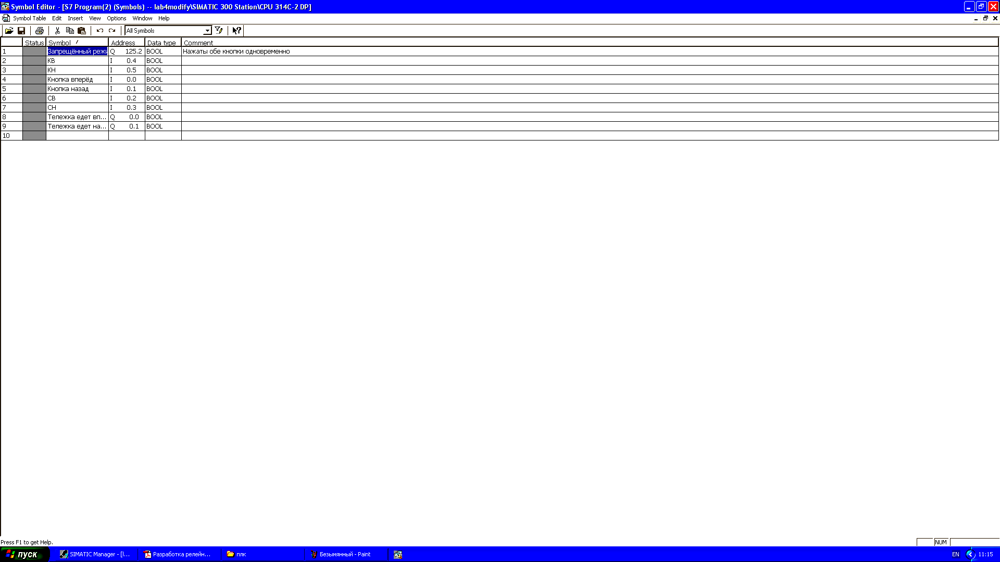 Symbol Editor - [S7 Program(2) (Symbols) -- lab4modify\SIMATIC 300 Station\CPU 314C-2 DP]
Symbol Table Edit Insert View Options Window Help
All Symbols
Status Symbol Address Data type Comment
1 Запрещённый режи Q 125.2 BOOL Нажаты обе кнопки одновременно
2 КВ I 0.4 BOOL
3 КН I 0.5 BOOL
4 Кнопка вперёд I 0.0 BOOL
5 Кнопка назад I 0.1 BOOL
6 СВ I 0.2 BOOL
7 СН I 0.3 BOOL
8 Тележка едет вп... Q 0.0 BOOL
9 Тележка едет на... Q 0.1 BOOL
10
Press F1 to get Help. NUM
пуск SIMATIC Manager - [l... Разработка релейн... плк Безымянный - Paint EN 11:15